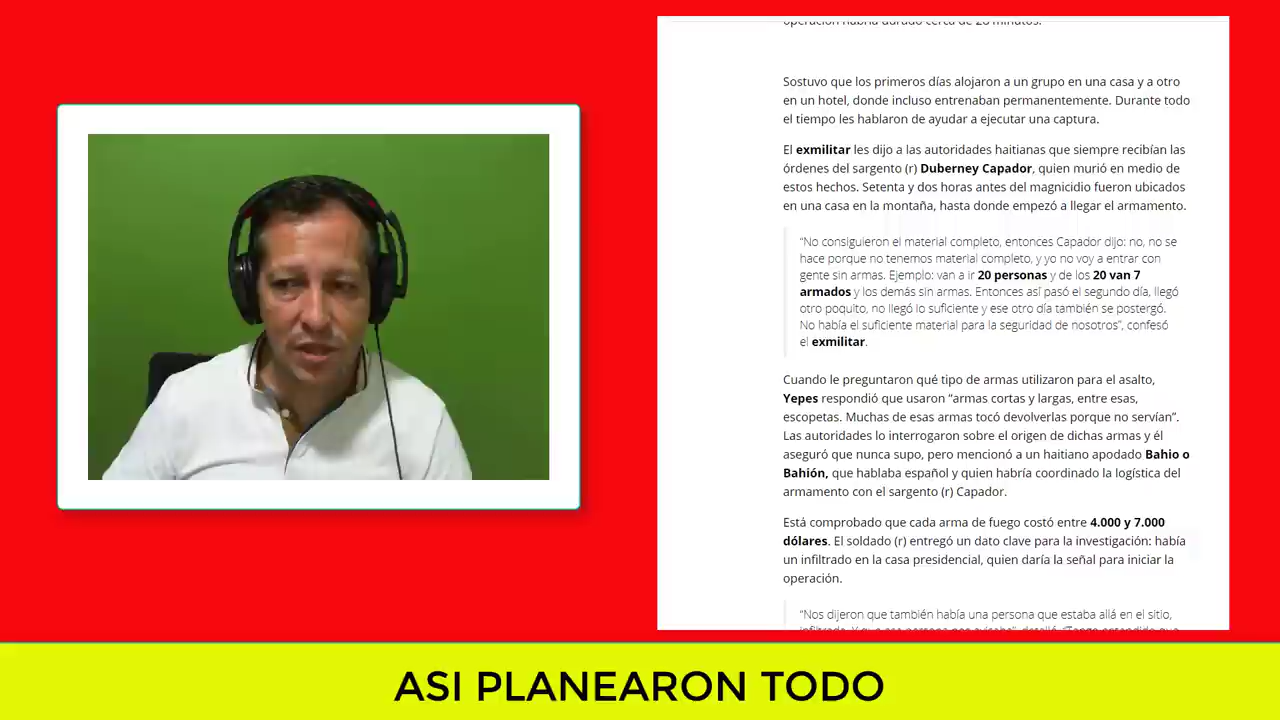 operación habría durado cerca de 28 minutos.
Sostuvo que los primeros días alojaron a un grupo en una casa y a otro
en un hotel, donde incluso entrenaban permanentemente. Durante todo
el tiempo les hablaron de ayudar a ejecutar una captura.
El exmilitar les dijo a las autoridades haitianas que siempre recibían las
órdenes del sargento (r) Duberney Capador, quien murió en medio de
estos hechos. Setenta y dos horas antes del magnicidio fueron ubicados
en una casa en la montaña, hasta donde empezó a llegar el armamento.
“No consiguieron el material completo, entonces Capador dijo: no, no se
hace porque no tenemos material completo, y yo no voy a entrar con
gente sin armas. Ejemplo: van a ir 20 personas y de los 20 van 7
armados y los demás sin armas. Entonces así pasó el segundo día, llegó
otro poquito, no llegó lo suficiente y ese otro día también se postergó.
No había el suficiente material para la seguridad de nosotros”, confesó
el exmilitar.
Cuando le preguntaron qué tipo de armas utilizaron para el asalto,
Yepes respondió que usaron “armas cortas y largas, entre esas,
escopetas. Muchas de esas armas tocó devolverlas porque no servían”.
Las autoridades lo interrogaron sobre el origen de dichas armas y él
aseguró que nunca supo, pero mencionó a un haitiano apodado Bahio o
Bahión, que hablaba español y quien habría coordinado la logística del
armamento con el sargento (r) Capador.
Está comprobado que cada arma de fuego costó entre 4.000 y 7.000
dólares. El soldado (r) entregó un dato clave para la investigación: había
un infiltrado en la casa presidencial, quien daría la señal para iniciar la
operación.
“Nos dijeron que también había una persona que estaba allá en el sitio,
ASI PLANEARON TODO